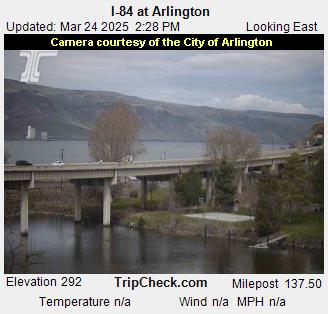 I-84 at Arlington
Updated: Mar 24 2025 2:28 PM Looking East
Camera courtesy of the City of Arlington
Elevation 292 TripCheck.com Milepost 137.50
Temperature n/a Wind n/a MPH n/a